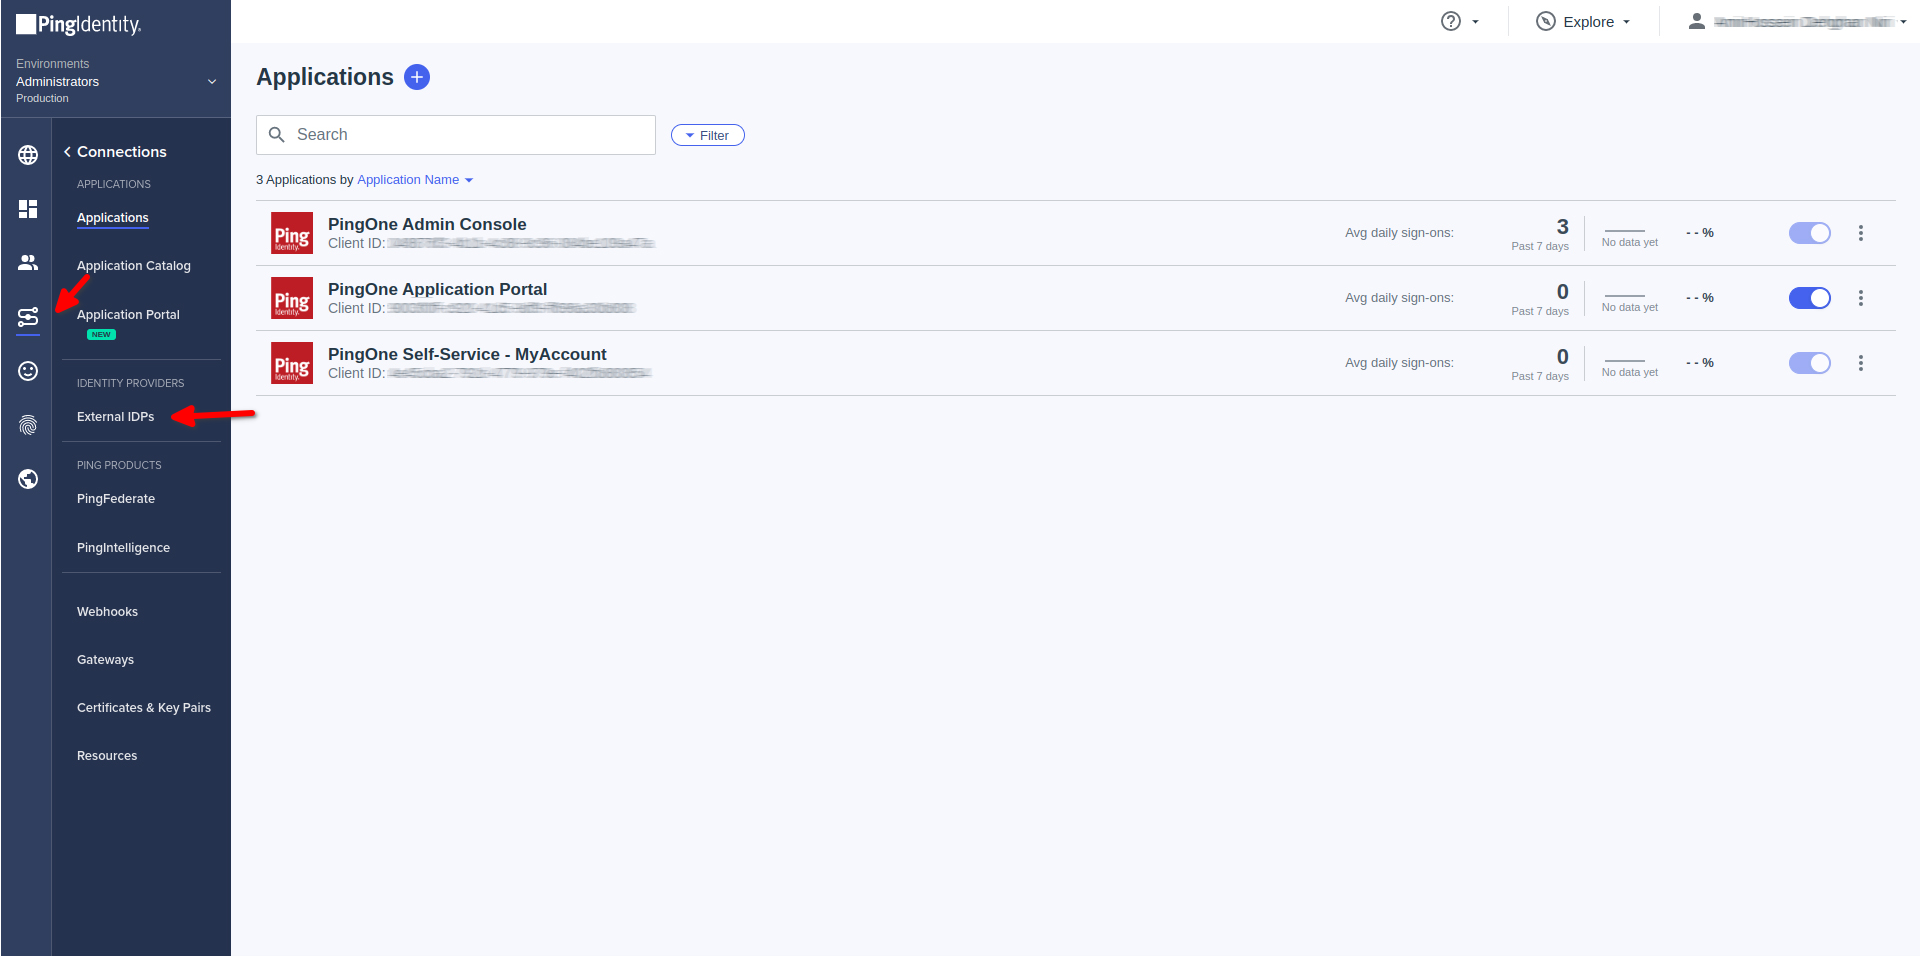 PingIdentity.
Environments
Administrators
Production
Connections
APPLICATIONS
Applications
Application Catalog
Application Portal
NEW
IDENTITY PROVIDERS
External IDPs
PING PRODUCTS
PingFederate
PingIntelligence
Webhooks
Gateways
Certificates & Key Pairs
Resources
Explore
Applications
Search
Filter
3 Applications by Application Name
Ping
Identity.
PingOne Admin Console
Client ID:
Avg daily sign-ons:
3
Past 7 days
No data yet
- - %
Ping
Identity.
PingOne Application Portal
Client ID:
Avg daily sign-ons:
0
Past 7 days
No data yet
- - %
Ping
Identity.
PingOne Self-Service - MyAccount
Client ID:
Avg daily sign-ons:
0
Past 7 days
No data yet
- - %